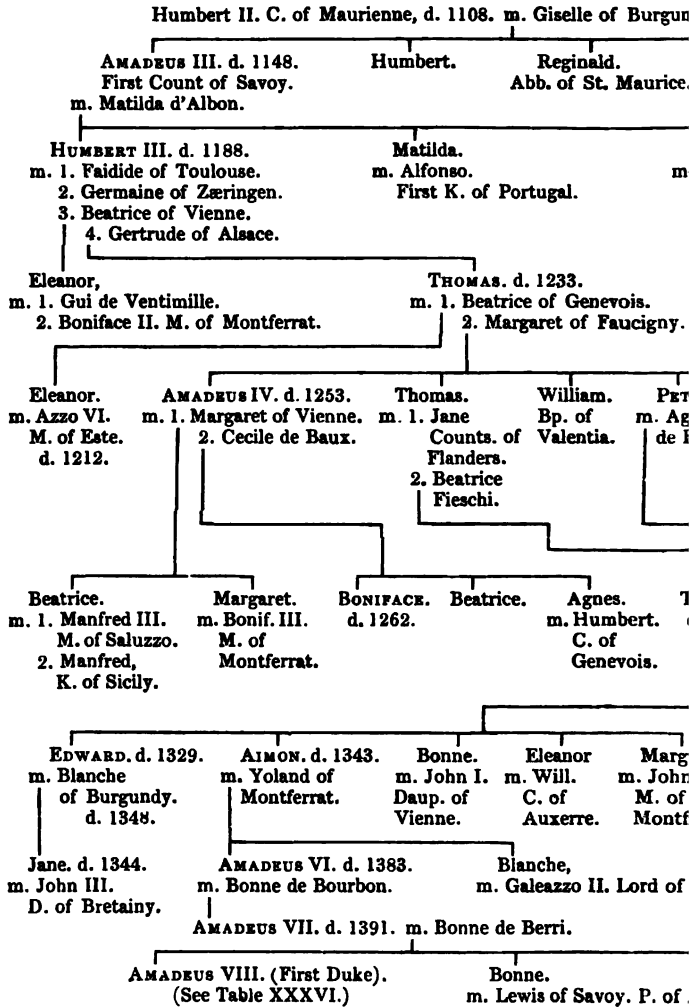 Humbert II. C. of Maurienne, d. 1108. m. Giselle of Burgun
AMADEUS III. d. 1148. Humbert. Reginald.
First Count of Savoy. Abb. of St. Maurice.
m. Matilda d'Albon.
HUMBERT III. d. 1188. Matilda.
m. 1. Faidide of Toulouse. m. Alfonso. m
2. Germaine of Zæringen. First K. of Portugal.
3. Beatrice of Vienne.
4. Gertrude of Alsace.
Eleanor, THOMAS. d. 1233.
m. 1. Gui de Ventimille. m. 1. Beatrice of Genevois.
2. Boniface II. M. of Montferrat. 2. Margaret of Faucigny.
Eleanor. AMADEUS IV. d. 1253. Thomas. William. PET
m. Azzo VI. m. 1. Margaret of Vienne. m. 1. Jane Bp. of m. Ag
M. of Este. 2. Cecile de Baux. Counts. of Valentia. de
d. 1212. Flanders.
2. Beatrice
Fieschi.
Beatrice. Margaret. BONIFACE. Beatrice. Agnes.
m. 1. Manfred III. m. Bonif. III. d. 1262. m. Humbert.
M. of Saluzzo. M. of C. of
2. Manfred, Montferrat. Genevois.
K. of Sicily.
EDWARD. d. 1329. AIMON. d. 1343. Bonne. Eleanor Marg
m. Blanche m. Yoland of m. John I. m. Will. m. John
of Burgundy. Montferrat. Daup. of C. of M. of
d. 1348. Vienne. Auxerre. Montf
Jane. d. 1344. AMADEUS VI. d. 1383. Blanche,
m. John III. m. Bonne de Bourbon. m. Galeazzo II. Lord of
D. of Bretainy.
AMADEUS VII. d. 1391. m. Bonne de Berri.
AMADEUS VIII. (First Duke). Bonne.
(See Table XXXVI.) m. Lewis of Savoy. P. of